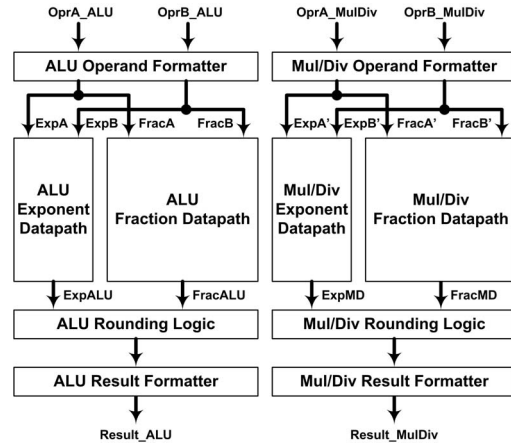 OprA_ALU OprB_ALU OprA_MulDiv OprB_MulDiv
ALU Operand Formatter Mul/Div Operand Formatter
ExpA ExpB FracA FracB ExpA' ExpB' FracA' FracB'
ALU
Exponent
Datapath
ALU
Fraction Datapath
Mul/Div
Exponent
Datapath
Mul/Div
Fraction Datapath
ExpALU FracALU ExpMD FracMD
ALU Rounding Logic Mul/Div Rounding Logic
ALU Result Formatter Mul/Div Result Formatter
Result_ALU Result_MulDiv